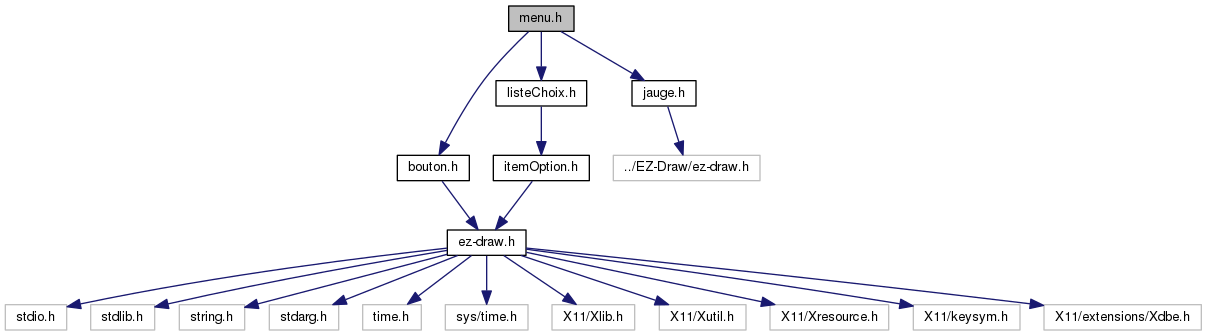 menu.h
listeChoix.h
jauge.h
bouton.h
itemOption.h
../EZ-Draw/ez-draw.h
ez-draw.h
stdio.h
stdlib.h
string.h
stdarg.h
time.h
sys/time.h
X11/Xlib.h
X11/Xutil.h
X11/Xresource.h
X11/keysym.h
X11/extensions/Xdbe.h